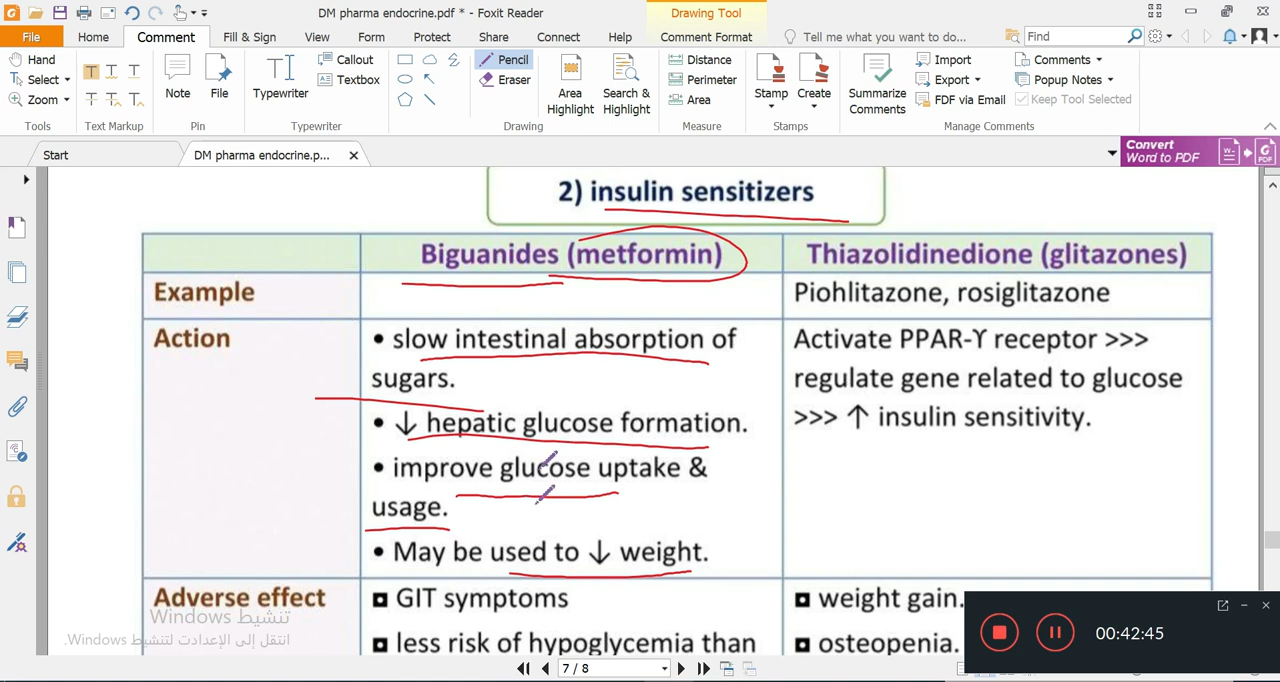 DM pharma endocrine.pdf * - Foxit Reader
Drawing Tool
File Home Comment Fill & Sign View Form Protect Share Connect Help Comment Format
Tell me what you want to do...
Find
Hand
Select
Zoom
Tools
Text Markup
Note
File
Pin
Typewriter
Callout
Textbox
Typewriter
Pencil
Eraser
Area Highlight
Search & Highlight
Drawing
Distance
Perimeter
Area
Measure
Stamp
Create
Stamps
Summarize Comments
Import
Export
FDF via Email
Comments
Popup Notes
Keep Tool Selected
Manage Comments
Start
DM pharma endocrine.p...
Convert
Word to PDF
PDF
2) insulin sensitizers
Biguanides (metformin) Thiazolidinedione (glitazones)
Example
Piohlitazone, rosiglitazone
Action
• slow intestinal absorption of
sugars.
• ↓ hepatic glucose formation.
• improve glucose uptake &
usage.
• May be used to ↓ weight.
Activate PPAR-ϒ receptor >>>
regulate gene related to glucose
>>> ↑ insulin sensitivity.
Adverse effect
GIT symptoms
less risk of hypoglycemia than
weight gain.
osteopenia.
تنشيط Windows
انتقل إلى الإعدادت لتنشيط Windows.
00:42:45
7 / 8